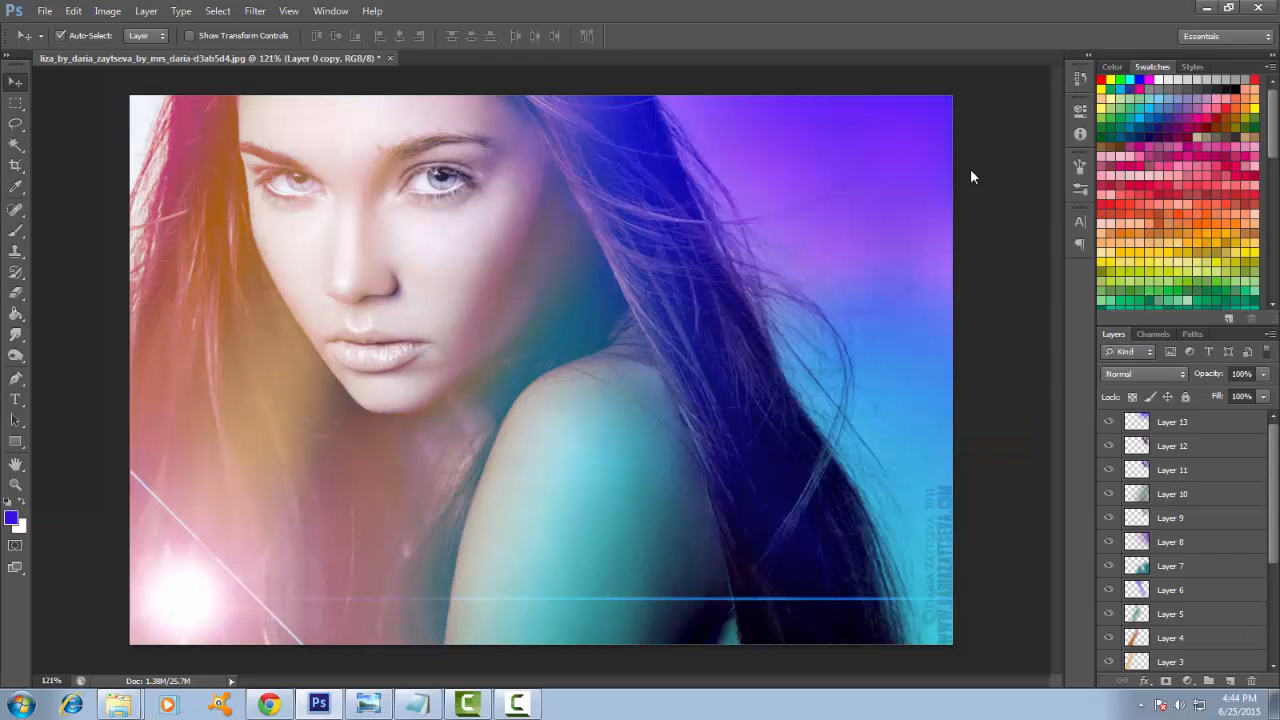 Ps File Edit Image Layer Type Select Filter View Window Help
Auto-Select: Layer Show Transform Controls Essentials
liza_by_daria_zaytseva_by_mrs_daria-d3ab5d4.jpg @ 121% (Layer 0 copy, RGB/8) * ×
Color Swatches Styles
Layers Channels Paths
Kind
Normal Opacity: 100%
Lock: Fill: 100%
Layer 13
Layer 12
Layer 11
Layer 10
Layer 9
Layer 8
Layer 7
Layer 6
Layer 5
Layer 4
Layer 3
121% Doc: 1.38M/25.7M
4:44 PM
6/25/2015